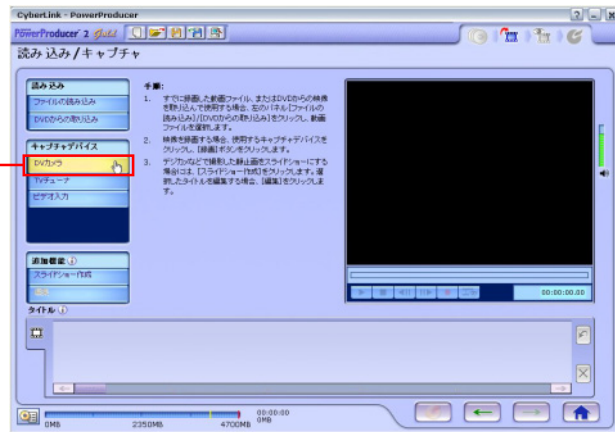 CyberLink - PowerProducer
PowerProducer 2 Gold
読み込み/キャプチャ
読み込み
ファイルの読み込み
DVDからの取り込み
キャプチャデバイス
DVカメラ
TVチューナ
ビデオ入力
追加機能
スライドショー作成
タイトル
手順:
1. すでに録画した動画ファイル、またはDVDからの映像
を取り込んで使用する場合、左のパネル[ファイルの
読み込み]/[DVDからの取り込み]をクリックし、動画
ファイルを選択します。
2. 映像を録画する場合、使用するキャプチャデバイスを
クリックし、[録画]ボタンをクリックします。
3. デジカメなどで撮影した静止画をスライドショーにする
場合には、[スライドショー作成]をクリックします。選
択したタイトルを編集する場合、[編集]をクリックしま
す。
00:00:00.00
00:00:00
0MB
0MB
2350MB
4700MB